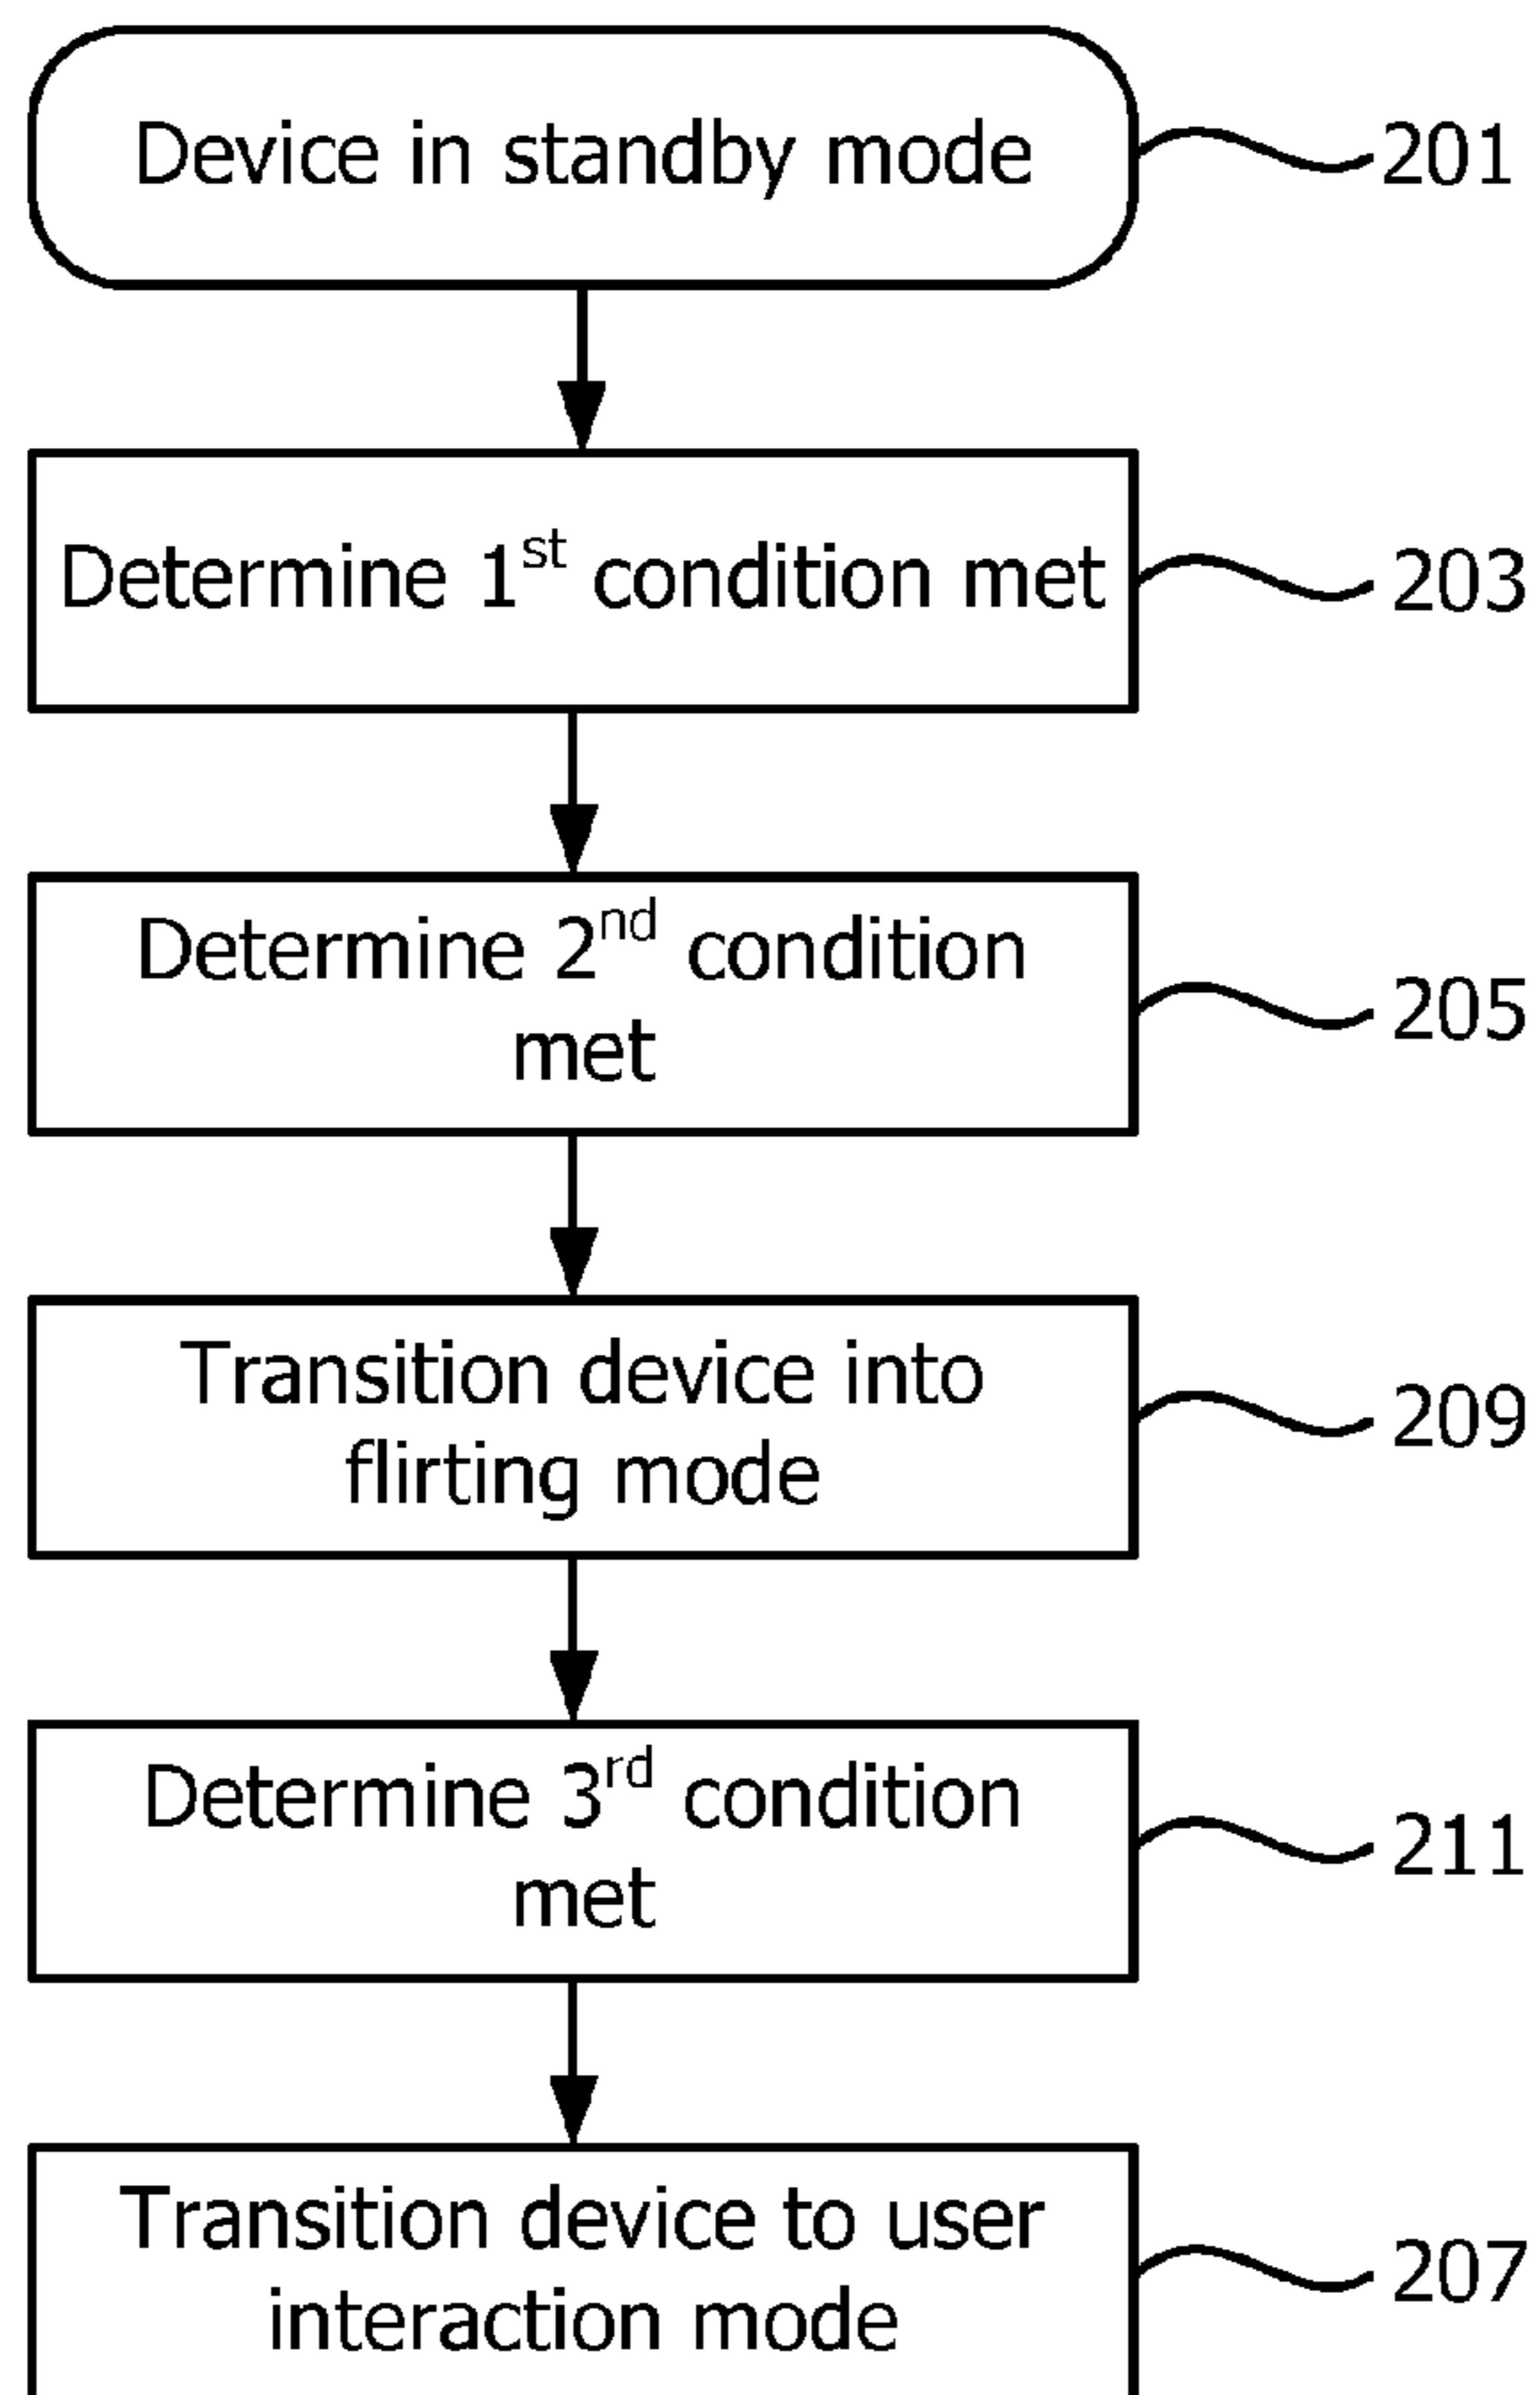 Device in standby mode
201
Determine 1st condition met
203
Determine 2nd condition
met
205
Transition device into
flirting mode
209
Determine 3rd condition
met
211
Transition device to user
interaction mode
207